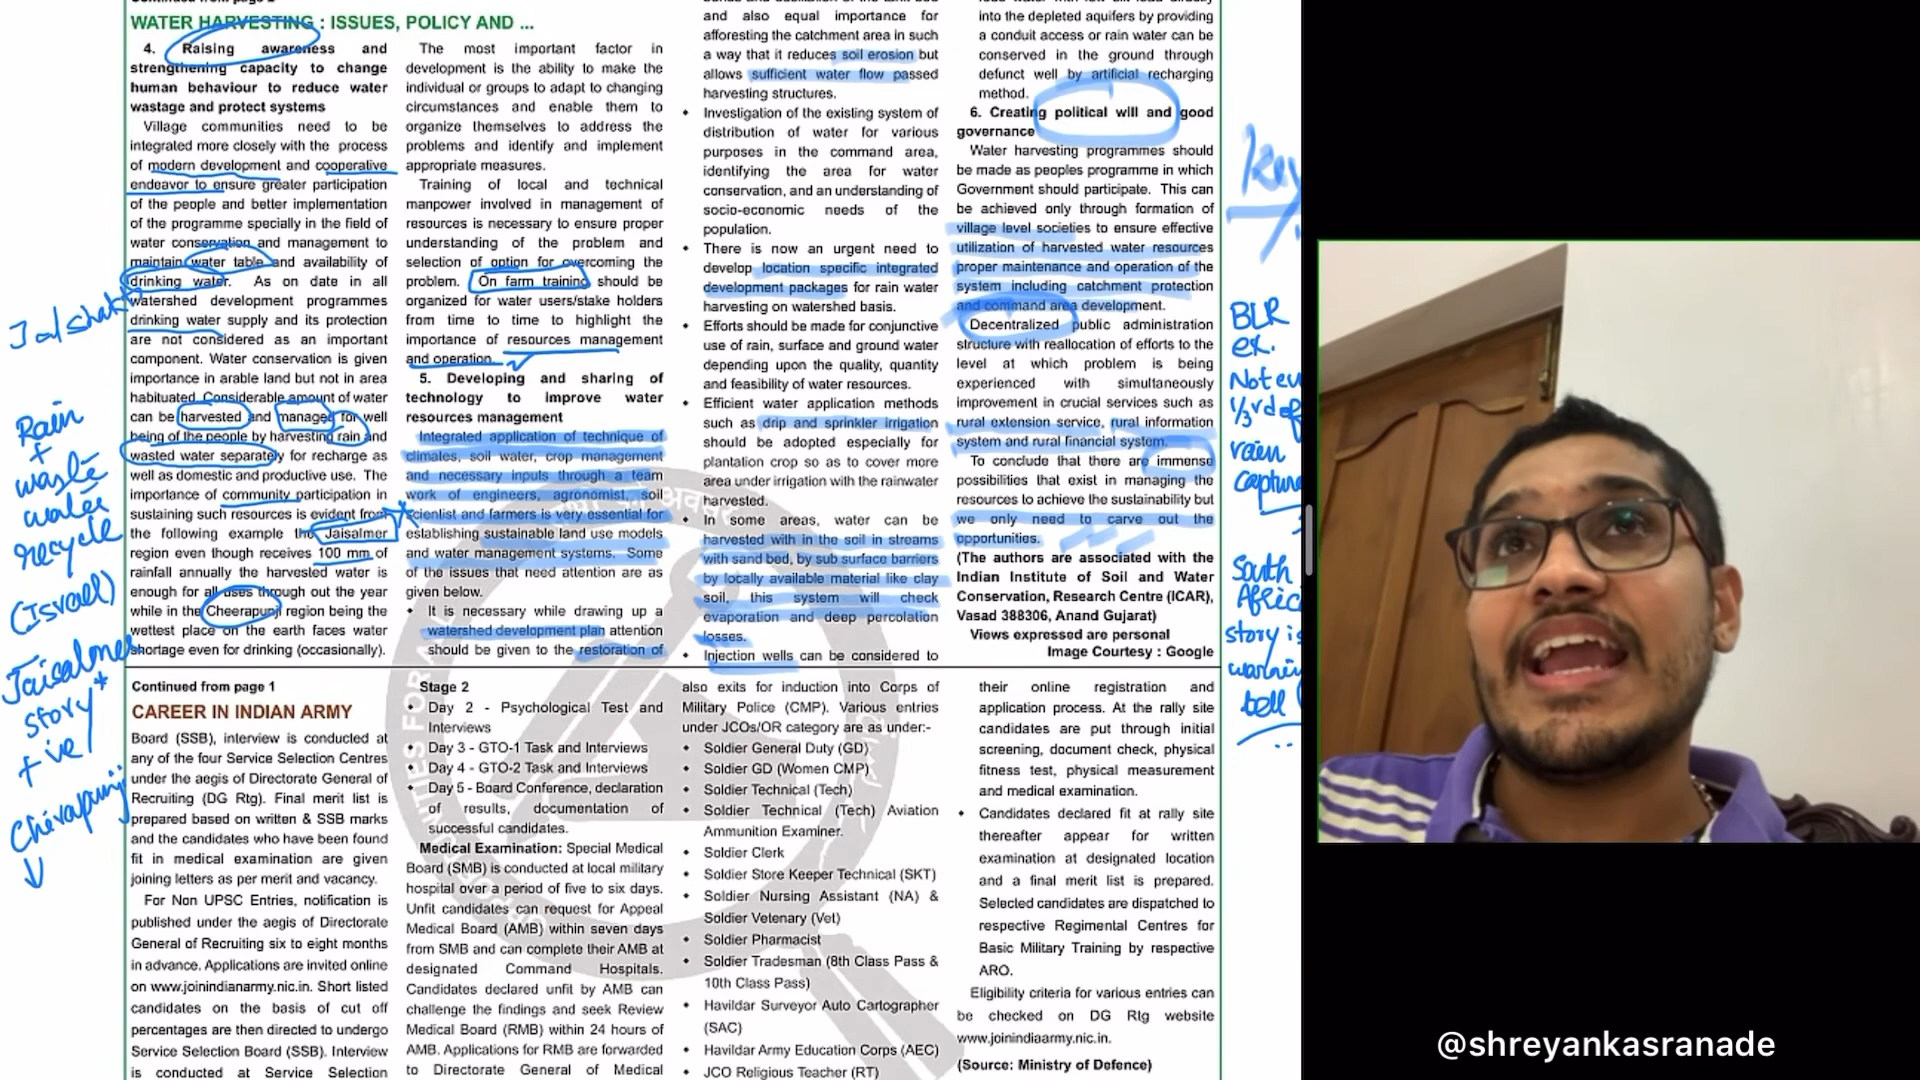 Continued from page 1
WATER HARVESTING : ISSUES, POLICY AND ...
4. Raising awareness and
strengthening capacity to change
human behaviour to reduce water
wastage and protect systems
Village communities need to be
integrated more closely with the process
of modern development and cooperative
endeavor to ensure greater participation
of the people and better implementation
of the programme specially in the field of
water conservation and management to
maintain water table and availability of
drinking water. As on date in all
watershed development programmes
drinking water supply and its protection
are not considered as an important
component. Water conservation is given
importance in arable land but not in area
habituated. Considerable amount of water
can be harvested and managed for well
being of the people by harvesting rain and
wasted water separately for recharge as
well as domestic and productive use. The
importance of community participation in
sustaining such resources is evident from
the following example the Jaisalmer
region even though receives 100 mm of
rainfall annually the harvested water is
enough for all uses through out the year
while in the Cheerapunji region being the
wettest place on the earth faces water
shortage even for drinking (occasionally).
The most important factor in
development is the ability to make the
individual or groups to adapt to changing
circumstances and enable them to
organize themselves to address the
problems and identify and implement
appropriate measures.
Training of local and technical
manpower involved in management of
resources is necessary to ensure proper
understanding of the problem and
selection of option for overcoming the
problem. On farm training should be
organized for water users/stake holders
from time to time to highlight the
importance of resources management
and operation.
5. Developing and sharing of
technology to improve water
resources management
Integrated application of technique of
climates, soil water, crop management
and necessary inputs through a team
work of engineers, agronomist, soil
scientist and farmers is very essential for
establishing sustainable land use models
and water management systems. Some
of the issues that need attention are as
given below.
• It is necessary while drawing up a
watershed development plan attention
should be given to the restoration of
and also equal importance for
afforesting the catchment area in such
a way that it reduces soil erosion but
allows sufficient water flow passed
harvesting structures.
• Investigation of the existing system of
distribution of water for various
purposes in the command area,
identifying the area for water
conservation, and an understanding of
socio-economic needs of the
population.
• There is now an urgent need to
develop location specific integrated
development packages for rain water
harvesting on watershed basis.
• Efforts should be made for conjunctive
use of rain, surface and ground water
depending upon the quality, quantity
and feasibility of water resources.
• Efficient water application methods
such as drip and sprinkler irrigation
should be adopted especially for
plantation crop so as to cover more
area under irrigation with the rainwater
harvested.
• In some areas, water can be
harvested with in the soil in streams
with sand bed, by sub surface barriers
by locally available material like clay
soil, this system will check
evaporation and deep percolation
losses.
• Injection wells can be considered to
into the depleted aquifers by providing
a conduit access or rain water can be
conserved in the ground through
defunct well by artificial recharging
method.
6. Creating political will and good
governance
Water harvesting programmes should
be made as peoples programme in which
Government should participate. This can
be achieved only through formation of
village level societies to ensure effective
utilization of harvested water resources
proper maintenance and operation of the
system including catchment protection
and command area development.
Decentralized public administration
structure with reallocation of efforts to the
level at which problem is being
experienced with simultaneously
improvement in crucial services such as
rural extension service, rural information
system and rural financial system.
To conclude that there are immense
possibilities that exist in managing the
resources to achieve the sustainability but
we only need to carve out the
opportunities.
(The authors are associated with the
Indian Institute of Soil and Water
Conservation, Research Centre (ICAR),
Vasad 388306, Anand Gujarat)
Views expressed are personal
Image Courtesy : Google
Jal shakti
Rain
+
waste
water
recycle
(Israel)
Jaisalmer
story*
+ive/
Chirapunji
key
BLR
ex.
Not even
1/3rd of
rain
capture
South
Africa
story is
warning
bell
Continued from page 1
CAREER IN INDIAN ARMY
Board (SSB), interview is conducted at
any of the four Service Selection Centres
under the aegis of Directorate General of
Recruiting (DG Rtg). Final merit list is
prepared based on written & SSB marks
and the candidates who have been found
fit in medical examination are given
joining letters as per merit and vacancy.
For Non UPSC Entries, notification is
published under the aegis of Directorate
General of Recruiting six to eight months
in advance. Applications are invited online
on www.joinindianarmy.nic.in. Short listed
candidates on the basis of cut off
percentages are then directed to undergo
Service Selection Board (SSB). Interview
is conducted at Service Selection
Stage 2
• Day 2 - Psychological Test and
Interviews
• Day 3 - GTO-1 Task and Interviews
• Day 4 - GTO-2 Task and Interviews
• Day 5 - Board Conference, declaration
of results, documentation of
successful candidates.
Medical Examination: Special Medical
Board (SMB) is conducted at local military
hospital over a period of five to six days.
Unfit candidates can request for Appeal
Medical Board (AMB) within seven days
from SMB and can complete their AMB at
designated Command Hospitals.
Candidates declared unfit by AMB can
challenge the findings and seek Review
Medical Board (RMB) within 24 hours of
AMB. Applications for RMB are forwarded
to Directorate General of Medical
also exits for induction into Corps of
Military Police (CMP). Various entries
under JCOs/OR category are as under:-
• Soldier General Duty (GD)
• Soldier GD (Women CMP)
• Soldier Technical (Tech)
• Soldier Technical (Tech) Aviation
Ammunition Examiner.
• Soldier Clerk
• Soldier Store Keeper Technical (SKT)
• Soldier Nursing Assistant (NA) &
Soldier Vetenary (Vet)
• Soldier Pharmacist
• Soldier Tradesman (8th Class Pass &
10th Class Pass)
• Havildar Surveyor Auto Cartographer
(SAC)
• Havildar Army Education Corps (AEC)
• JCO Religious Teacher (RT)
their online registration and
application process. At the rally site
candidates are put through initial
screening, document check, physical
fitness test, physical measurement
and medical examination.
• Candidates declared fit at rally site
thereafter appear for written
examination at designated location
and a final merit list is prepared.
Selected candidates are dispatched to
respective Regimental Centres for
Basic Military Training by respective
ARO.
Eligibility criteria for various entries can
be checked on DG Rtg website
www.joinindiaarmy.nic.in.
(Source: Ministry of Defence)
@shreyankasranade